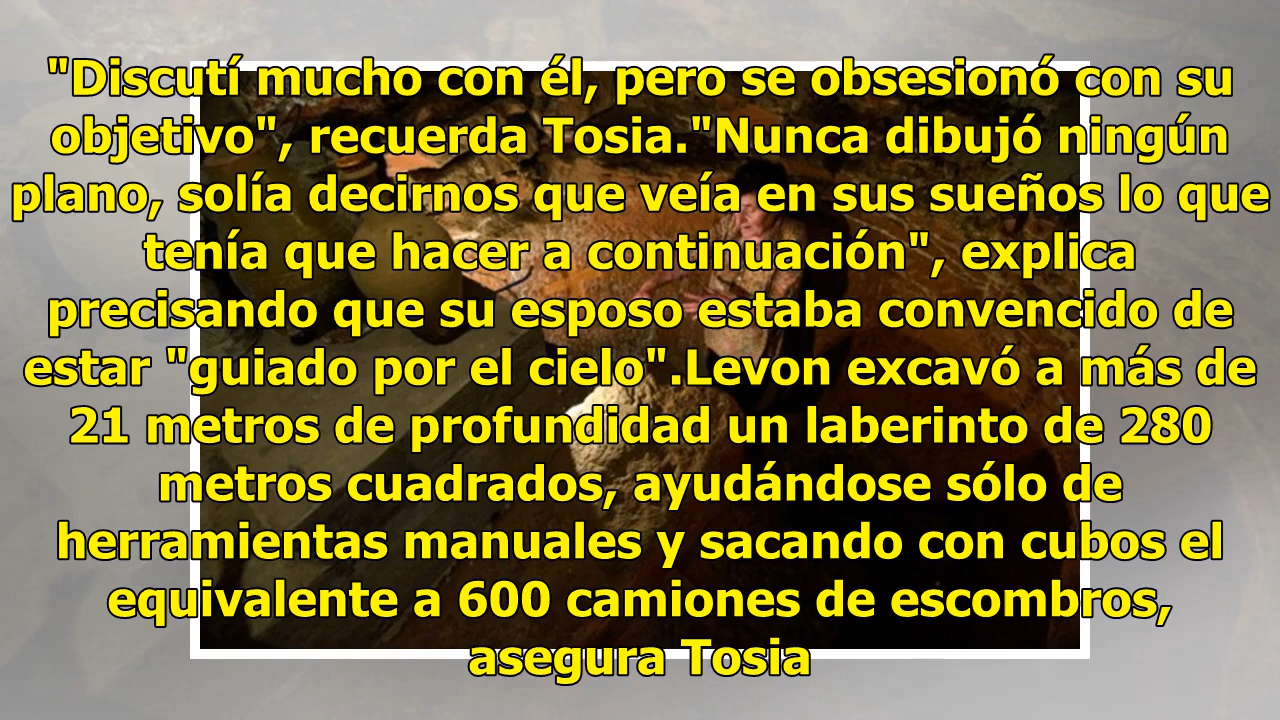 "Discutí mucho con él, pero se obsesionó con su
objetivo", recuerda Tosia."Nunca dibujó ningún
plano, solía decirnos que veía en sus sueños lo que
tenía que hacer a continuación", explica
precisando que su esposo estaba convencido de
estar "guiado por el cielo".Levon excavó a más de
21 metros de profundidad un laberinto de 280
metros cuadrados, ayudándose sólo de
herramientas manuales y sacando con cubos el
equivalente a 600 camiones de escombros,
asegura Tosia